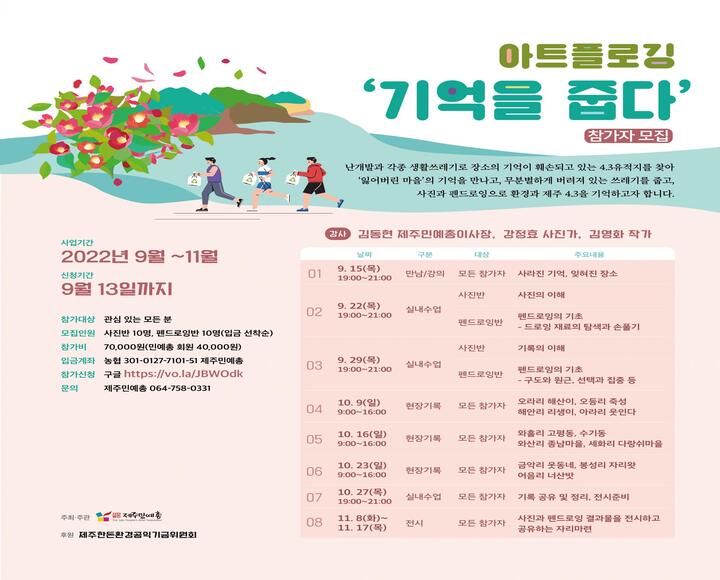 아트플로깅
‘기억을 줍다’
참가자 모집
난개발과 각종 생활쓰레기로 장소의 기억이 훼손되고 있는 4.3유적지를 찾아
‘잃어버린 마을’의 기억을 만나고, 무분별하게 버려져 있는 쓰레기를 줍고,
사진과 펜드로잉으로 환경과 제주 4.3을 기억하고자 합니다.
사업기간
2022년 9월 ~11월
신청기간
9월 13일까지
참가대상 관심 있는 모든 분
모집인원 사진반 10명, 펜드로잉반 10명(입금 선착순)
참가비 70,000원(민예총 회원 40,000원)
입금계좌 농협 301-0127-7101-51 제주민예총
참가신청 구글 https://vo.la/JBWOdk
문의 제주민예총 064-758-0331
강사 김동현 제주민예총이사장, 강정효 사진가, 김영화 작가
날짜 구분 대상 주요내용
01 9. 15(목) 19:00~21:00 만남/강의 모든 참가자 사라진 기억, 잊혀진 장소
02 9. 22(목) 19:00~21:00 실내수업 사진반 사진의 이해
펜드로잉반 펜드로잉의 기초
- 드로잉 재료의 탐색과 손풀기
03 9. 29(목) 19:00~21:00 실내수업 사진반 기록의 이해
펜드로잉반 펜드로잉의 기초
- 구도와 원근, 선택과 집중 등
04 10. 9(일) 9:00~16:00 현장기록 모든 참가자 오라리 해산이, 오등리 죽성
해안리 리생이, 아라리 웃인다
05 10. 16(일) 9:00~16:00 현장기록 모든 참가자 와흘리 고평동, 수기동
와산리 종남마을, 세화리 다랑쉬마을
06 10. 23(일) 9:00~16:00 현장기록 모든 참가자 금악리 웃동네, 봉성리 자리왓
어음리 너산밧
07 10. 27(목) 19:00~21:00 실내수업 모든 참가자 기록 공유 및 정리, 전시준비
08 11. 8(화)~ 11. 17(목) 전시 모든 참가자 사진과 펜드로잉 결과물을 전시하고
공유하는 자리마련
주최·주관 제주민예총
후원 제주한든환경공익기금위원회